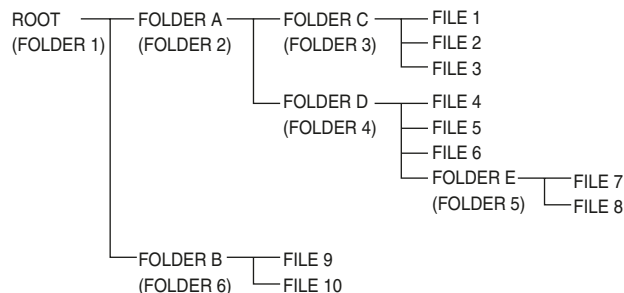 ROOT FOLDER A FOLDER C FILE 1
(FOLDER 1) (FOLDER 2) (FOLDER 3) FILE 2
FILE 3
FOLDER D FILE 4
(FOLDER 4) FILE 5
FILE 6
FOLDER E FILE 7
(FOLDER 5) FILE 8
FOLDER B FILE 9
(FOLDER 6) FILE 10